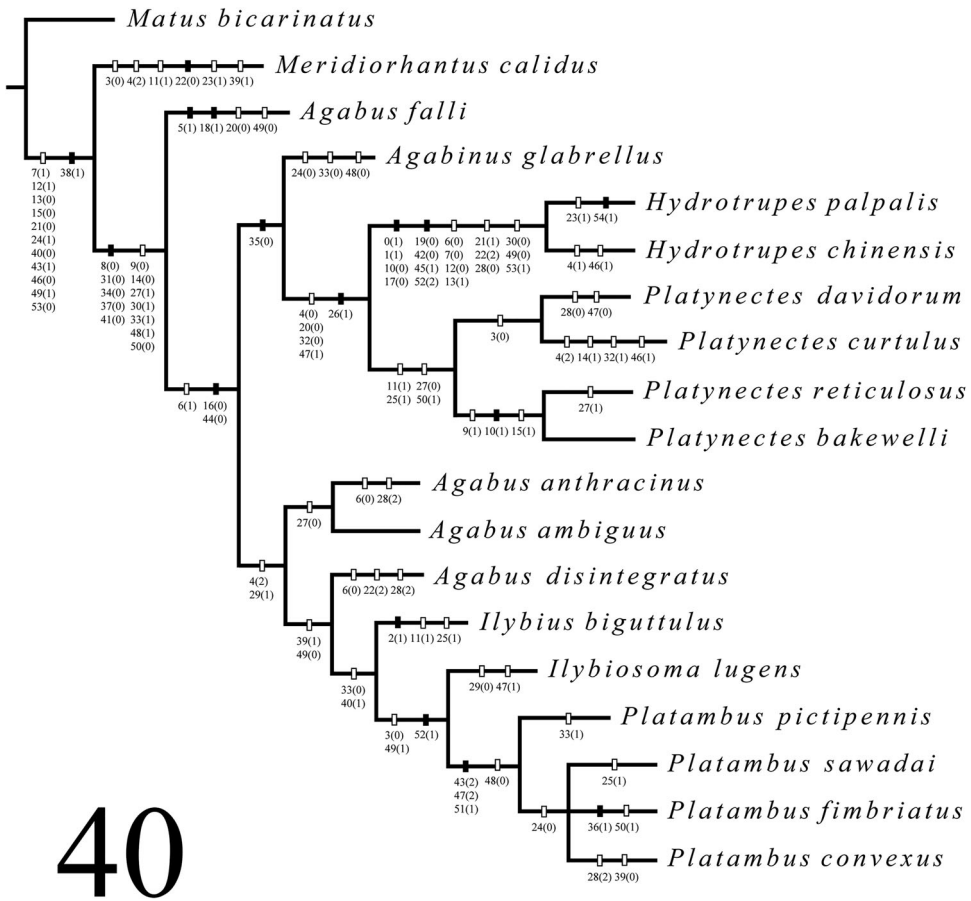 Matus bicarinatus
Meridiorhantus calidus
3(0) 4(2) 11(1) 22(0) 23(1) 39(1)
Agabus falli
5(1) 18(1) 20(0) 49(0)
Agabinus glabrellus
24(0) 33(0) 48(0)
7(1) 38(1)
12(1)
13(0)
15(0)
21(0)
24(1)
40(0)
43(1)
46(0)
49(1)
53(0)
Hydrotrupes palpalis
23(1) 54(1)
35(0)
0(1) 19(0) 6(0) 21(1) 30(0)
1(1) 42(0) 7(0) 22(2) 49(0)
10(0) 45(1) 12(0) 28(0) 53(1)
17(0) 52(2) 13(1)
Hydrotrupes chinensis
4(1) 46(1)
8(0) 9(0)
31(0) 14(0)
34(0) 27(1)
37(0) 30(1)
41(0) 33(1)
48(1)
50(0)
Platynectes davidorum
28(0) 47(0)
4(0) 26(1)
20(0)
32(0)
47(1)
3(0)
Platynectes curtulus
4(2) 14(1) 32(1) 46(1)
11(1) 27(0)
25(1) 50(1)
Platynectes reticulosus
27(1)
6(1) 16(0)
44(0)
9(1) 10(1) 15(1)
Platynectes bakewelli
Agabus anthracinus
6(0) 28(2)
27(0)
Agabus ambiguus
4(2)
29(1)
Agabus disintegratus
6(0) 22(2) 28(2)
39(1)
49(0)
Ilybius biguttulus
2(1) 11(1) 25(1)
33(0)
40(1)
Ilybiosoma lugens
29(0) 47(1)
3(0) 52(1)
49(1)
Platambus pictipennis
33(1)
43(2) 48(0)
47(2)
51(1)
Platambus sawadai
25(1)
24(0)
Platambus fimbriatus
36(1) 50(1)
Platambus convexus
28(2) 39(0)
40